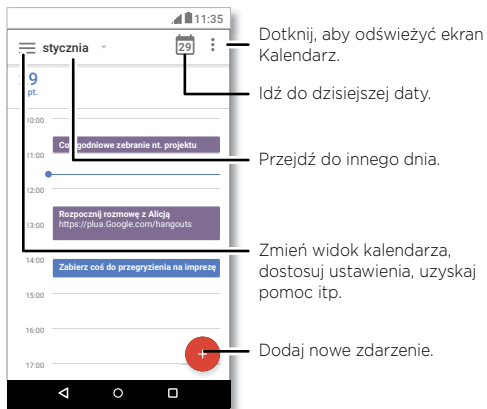 11:35
stycznia
29
Dotknij, aby odświeżyć ekran
Kalendarz.
9
pt.
Idź do dzisiejszej daty.
10:00
Co godniowe zebranie nt. projektu
11:00
Przejdź do innego dnia.
12:00
Rozpocznij rozmowę z Alicją
https://plua.Google.com/hangouts
13:00
14:00
Zabierz coś do przegryzienia na imprezę
Zmień widok kalendarza,
dostosuj ustawienia, uzyskaj
pomoc itp.
15:00
16:00
Dodaj nowe zdarzenie.
17:00